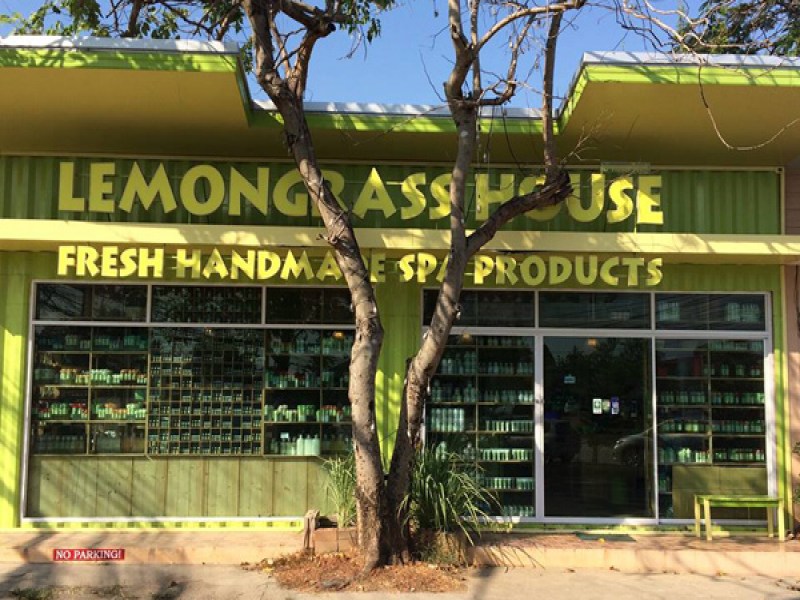 LEMONGRASS HOUSE
FRESH HANDMADE SPA PRODUCTS
NO PARKING!